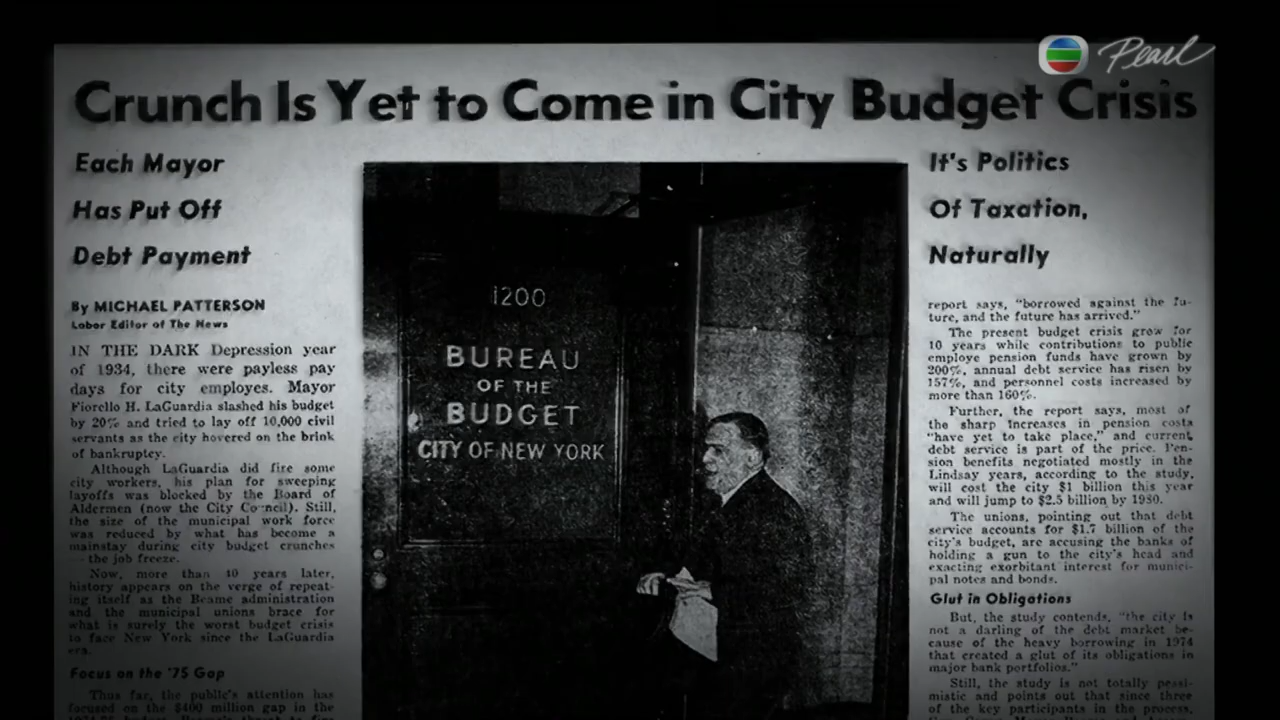 Pearl
Crunch Is Yet to Come in City Budget Crisis
Each Mayor
Has Put Off
Debt Payment
By MICHAEL PATTERSON
Labor Editor of The News
IN THE DARK Depression year
of 1934, there were payless pay
days for city employes. Mayor
Fiorello H. LaGuardia slashed his budget
by 20% and tried to lay off 10,000 civil
servants as the city hovered on the brink
of bankruptcy.
Although LaGuardia did fire some
city workers, his plan for sweeping
layoffs was blocked by the Board of
Aldermen (now the City Council). Still,
the size of the municipal work force
was reduced by what has become a
mainstay during city budget crunches
— the job freeze.
Now, more than 40 years later,
history appears on the verge of repeat-
ing itself as the Beame administration
and the municipal unions brace for
what is surely the worst budget crisis
to face New York since the LaGuardia
era.
Focus on the '75 Gap
Thus far, the public's attention has
focused on the $400 million gap in the
1200
BUREAU
OF THE
BUDGET
CITY OF NEW YORK
It's Politics
Of Taxation,
Naturally
report says, "borrowed against the fu-
ture, and the future has arrived."
The present budget crisis grew for
10 years while contributions to public
employe pension funds have grown by
200%, annual debt service has risen by
157%, and personnel costs increased by
more than 160%.
Further, the report says, most of
the sharp increases in pension costs
"have yet to take place," and current
debt service is part of the price. Pen-
sion benefits negotiated mostly in the
Lindsay years, according to the study,
will cost the city $1 billion this year
and will jump to $2.5 billion by 1980.
The unions, pointing out that debt
service accounts for $1.7 billion of the
city's budget, are accusing the banks of
holding a gun to the city's head and
exacting exorbitant interest for munici-
pal notes and bonds.
Glut in Obligations
But, the study contends, "the city is
not a darling of the debt market be-
cause of the heavy borrowing in 1974
that created a glut of its obligations in
major bank portfolios."
Still, the study is not totally pessi-
mistic and points out that since three
of the key participants in the process,